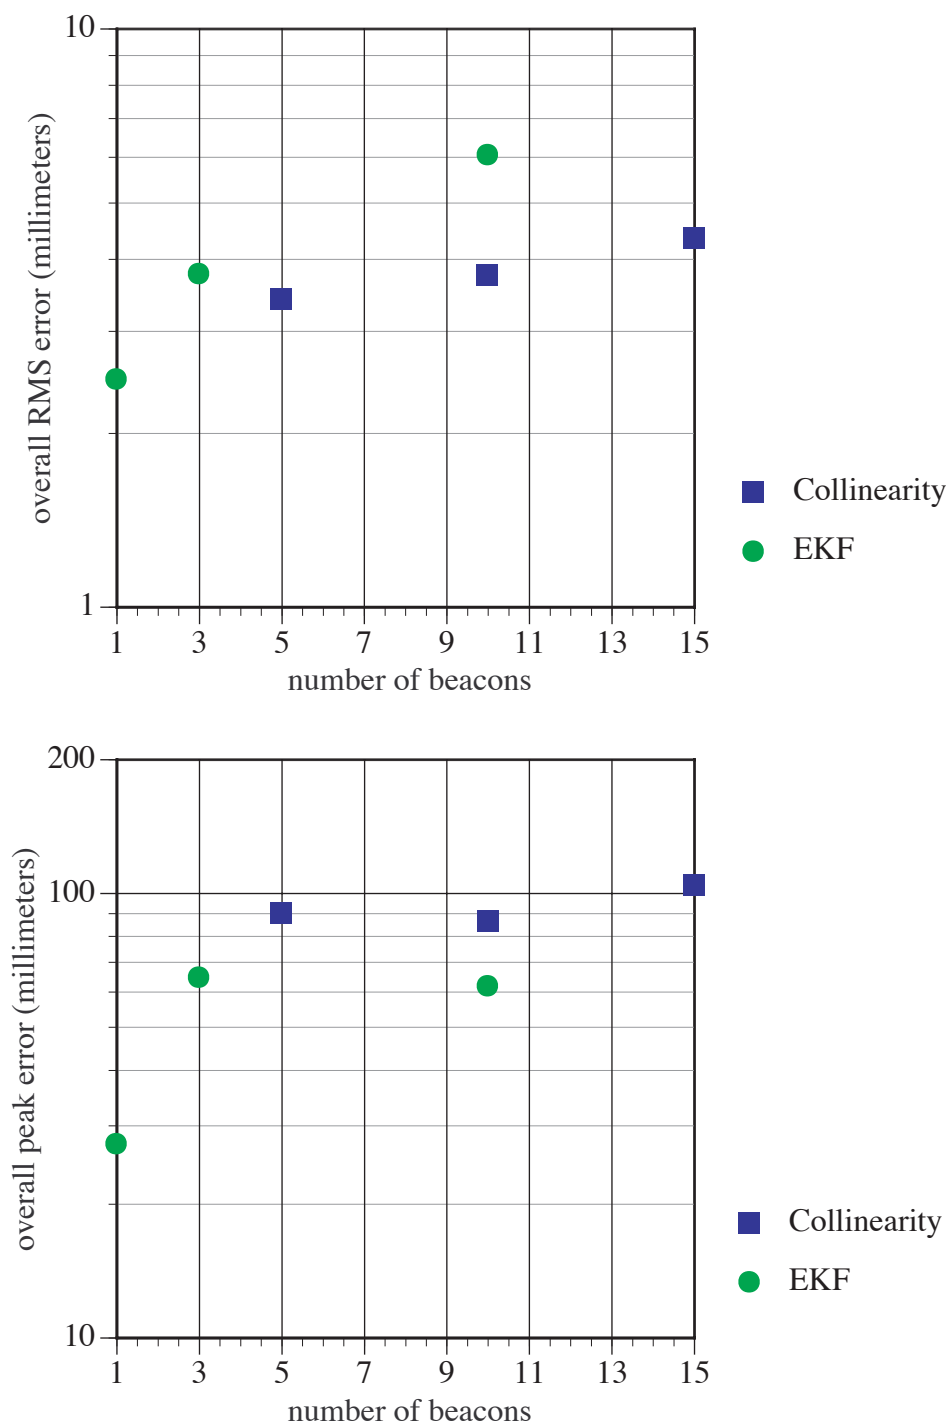 10
overall RMS error (millimeters)
1
1 3 5 7 9 11 13 15
number of beacons
Collinearity
EKF
200
100
overall peak error (millimeters)
10
1 3 5 7 9 11 13 15
number of beacons
Collinearity
EKF